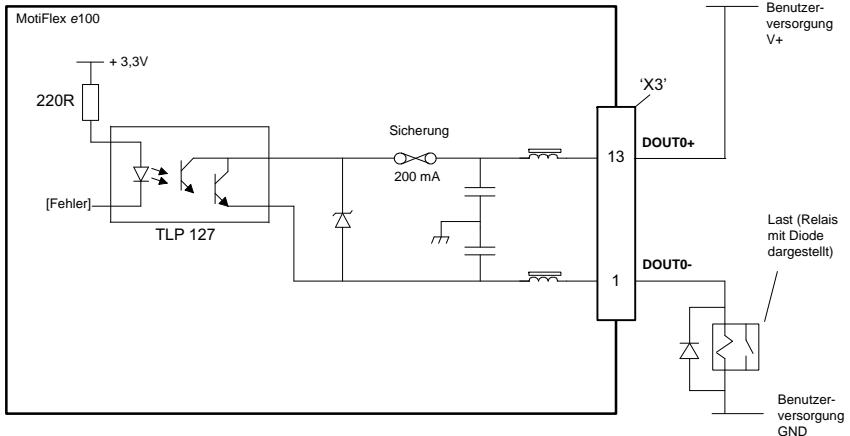 MotiFlex e100
+ 3,3V
220R
[Fehler]
TLP 127
Sicherung
200 mA
'X3'
13
DOUT0+
1
DOUT0-
Benutzer-
versorgung
V+
Last (Relais
mit Diode
dargestellt)
Benutzer-
versorgung
GND